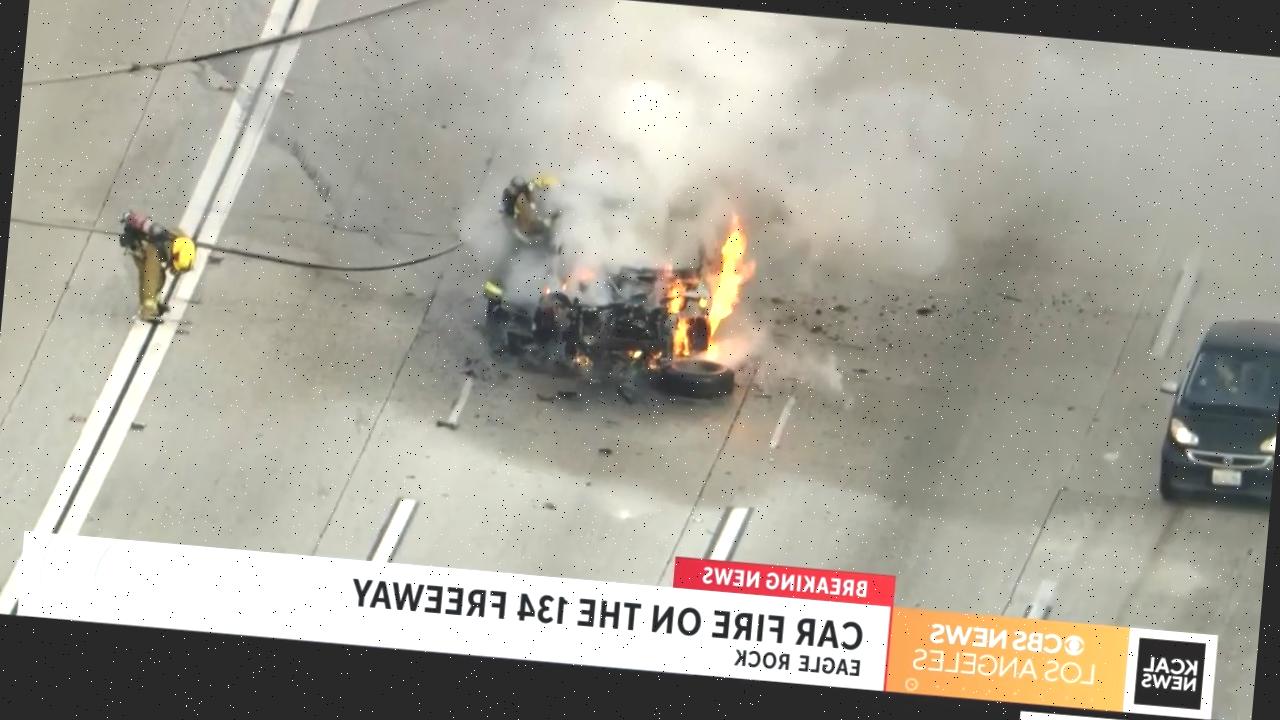 BREAKING NEWS
CAR FIRE ON THE 134 FREEWAY
EAGLE ROCK
CBS NEWS
LOS ANGELES
KCAL
NEWS